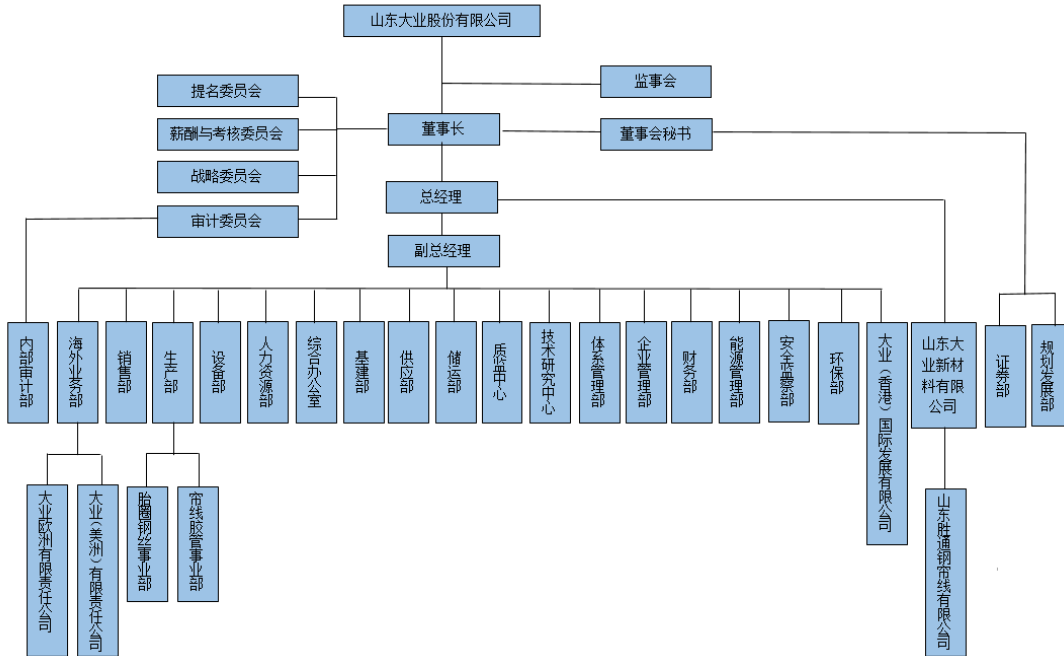 山东大业股份有限公司
监事会
提名委员会
薪酬与考核委员会
董事长
董事会秘书
战略委员会
总经理
审计委员会
副总经理
内部审计部
海外业务部
销售部
生产部
设备部
人力资源部
综合办公室
基建部
供应部
储运部
质监中心
技术研究中心
体系管理部
企业管理部
财务部
能源管理部
安全监察部
环保部
大业（香港）国际发展有限公司
山东大
业新材
料有限
公司
证券部
规划发展部
大业欧洲有限责任公司
大业（美洲）有限责任公司
胎圈钢丝事业部
帘线胶管事业部
山东胜通钢帘线有限公司